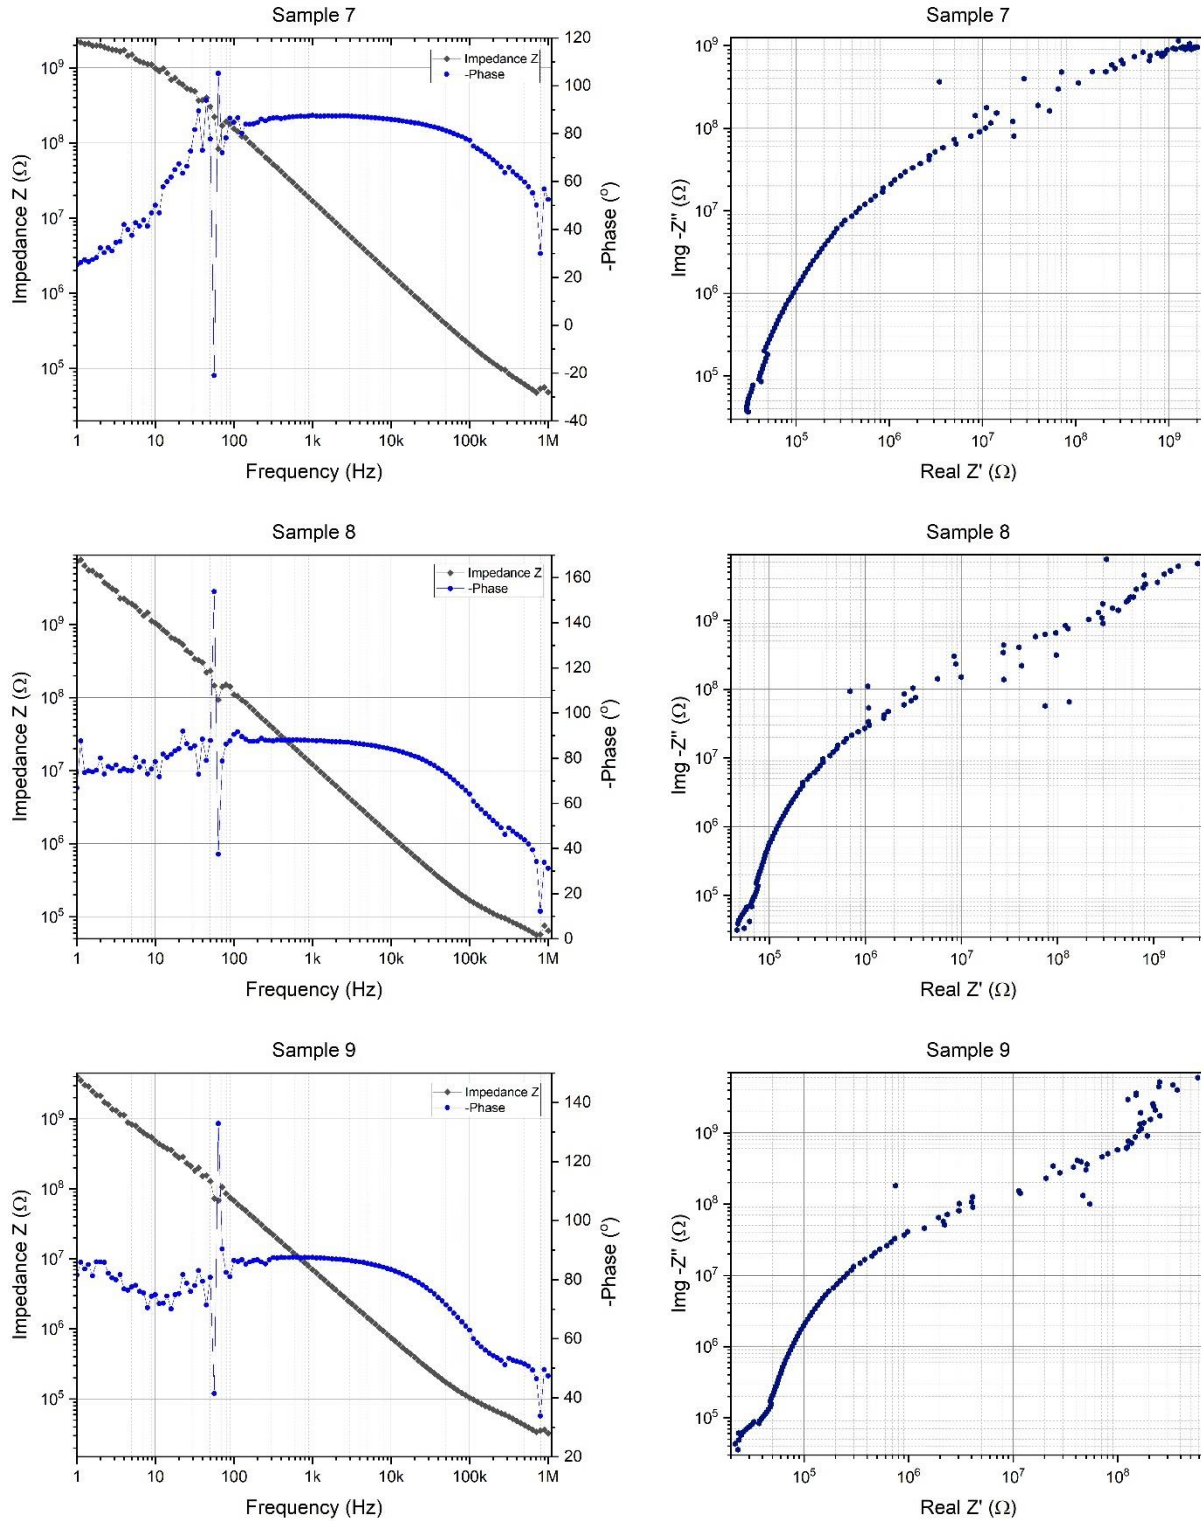 Sample 7
Impedance Z (Ω)
10⁹
10⁸
10⁷
10⁶
10⁵
Impedance Z
-Phase
120
100
80
60
40
20
0
-20
-40
-Phase (°)
1 10 100 1k 10k 100k 1M
Frequency (Hz)
Sample 7
Img -Z'' (Ω)
10⁹
10⁸
10⁷
10⁶
10⁵
10⁵ 10⁶ 10⁷ 10⁸ 10⁹
Real Z' (Ω)
Sample 8
Impedance Z (Ω)
10⁹
10⁸
10⁷
10⁶
10⁵
Impedance Z
-Phase
160
140
120
100
80
60
40
20
0
-Phase (°)
1 10 100 1k 10k 100k 1M
Frequency (Hz)
Sample 8
Img -Z'' (Ω)
10⁹
10⁸
10⁷
10⁶
10⁵
10⁵ 10⁶ 10⁷ 10⁸ 10⁹
Real Z' (Ω)
Sample 9
Impedance Z (Ω)
10⁹
10⁸
10⁷
10⁶
10⁵
Impedance Z
-Phase
140
120
100
80
60
40
20
-Phase (°)
1 10 100 1k 10k 100k 1M
Frequency (Hz)
Sample 9
Img -Z'' (Ω)
10⁹
10⁸
10⁷
10⁶
10⁵
10⁵ 10⁶ 10⁷ 10⁸
Real Z' (Ω)